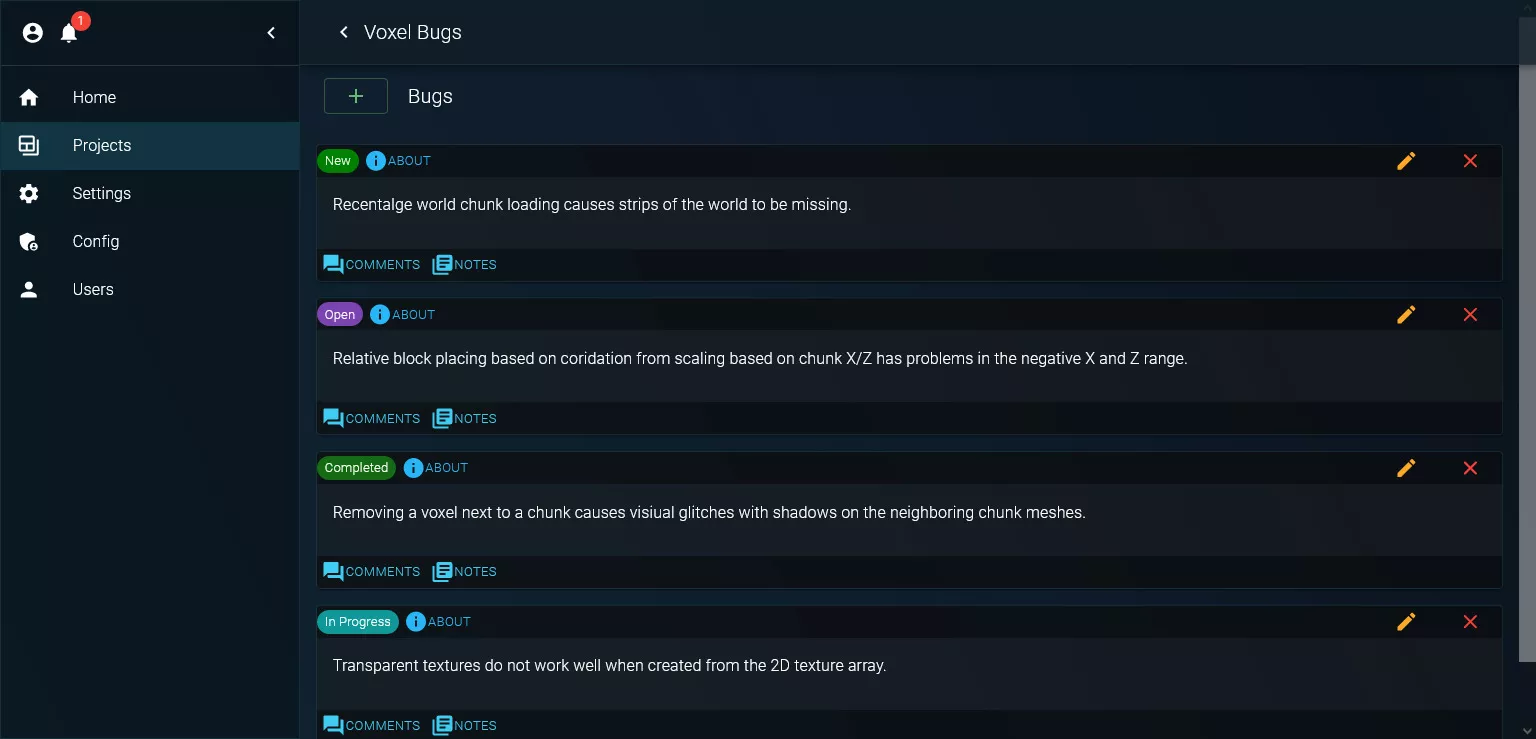 1
Voxel Bugs
Home
Projects
Settings
Config
Users
Bugs
New ABOUT
Recentalge world chunk loading causes strips of the world to be missing.
COMMENTS NOTES
Open ABOUT
Relative block placing based on coridation from scaling based on chunk X/Z has problems in the negative X and Z range.
COMMENTS NOTES
Completed ABOUT
Removing a voxel next to a chunk causes visiual glitches with shadows on the neighboring chunk meshes.
COMMENTS NOTES
In Progress ABOUT
Transparent textures do not work well when created from the 2D texture array.
COMMENTS NOTES